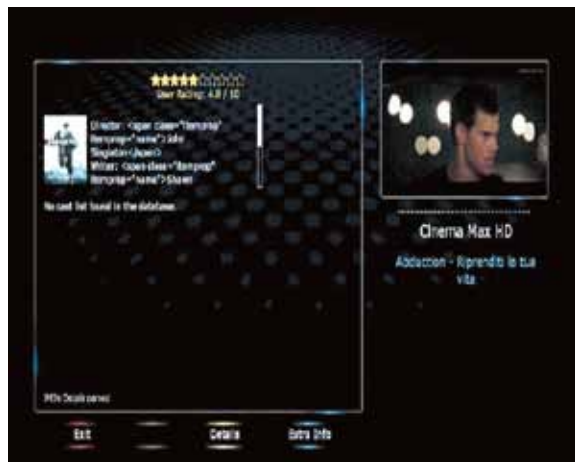 User Rating: 4.8 / 10
Director: <span class="itemprop"
itemprop="name">John
Singleton</span>
Writer: <span class="itemprop"
itemprop="name">Shawn
No cast list found in the database.
IMDb Details parsed
Cinema Max HD
Abduction - Riprenditi la tua
vita
Exit
Details
Extra Info